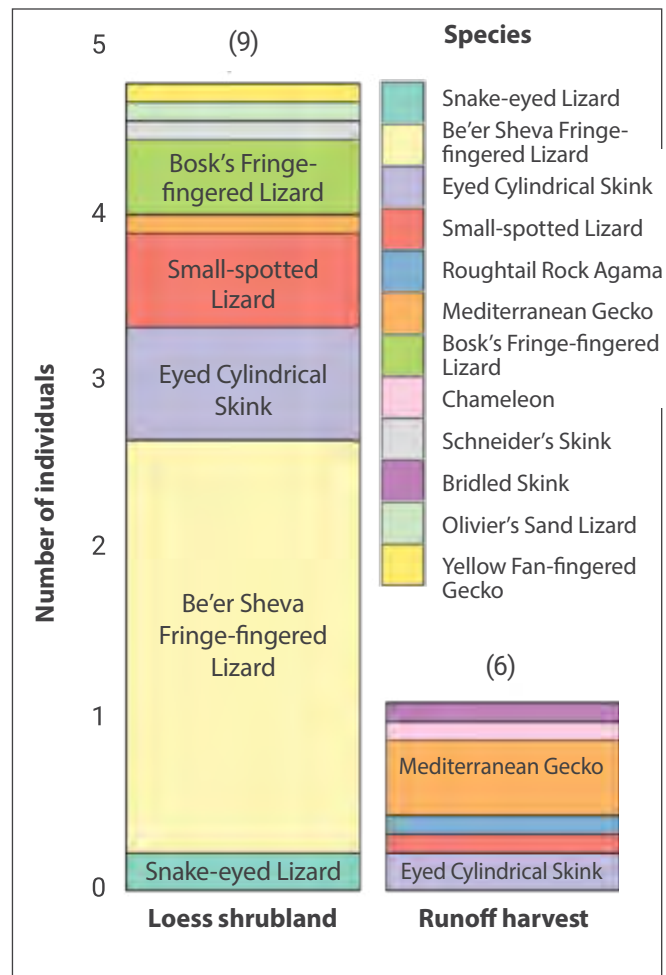 5
(9)
4
3
2
1
0
Number of individuals
Bosk's Fringe-
fingered Lizard
Small-spotted
Lizard
Eyed Cylindrical
Skink
Be'er Sheva
Fringe-fingered
Lizard
Snake-eyed Lizard
Loess shrubland
Species
Snake-eyed Lizard
Be'er Sheva Fringe-
fingered Lizard
Eyed Cylindrical Skink
Small-spotted Lizard
Roughtail Rock Agama
Mediterranean Gecko
Bosk's Fringe-fingered
Lizard
Chameleon
Schneider's Skink
Bridled Skink
Olivier's Sand Lizard
Yellow Fan-fingered
Gecko
(6)
Mediterranean Gecko
Eyed Cylindrical Skink
Runoff harvest